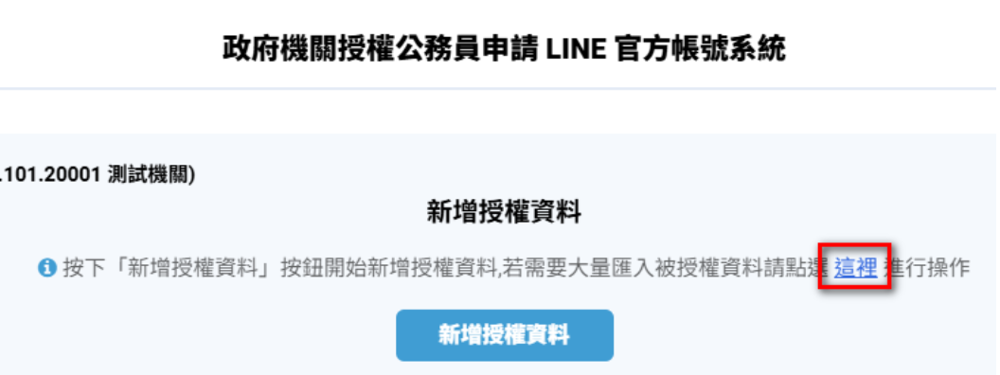 政府機關授權公務員申請 LINE 官方帳號系統
.101.20001 測試機關)
新增授權資料
按下「新增授權資料」按鈕開始新增授權資料,若需要大量匯入被授權資料請點選 這裡 進行操作
新增授權資料